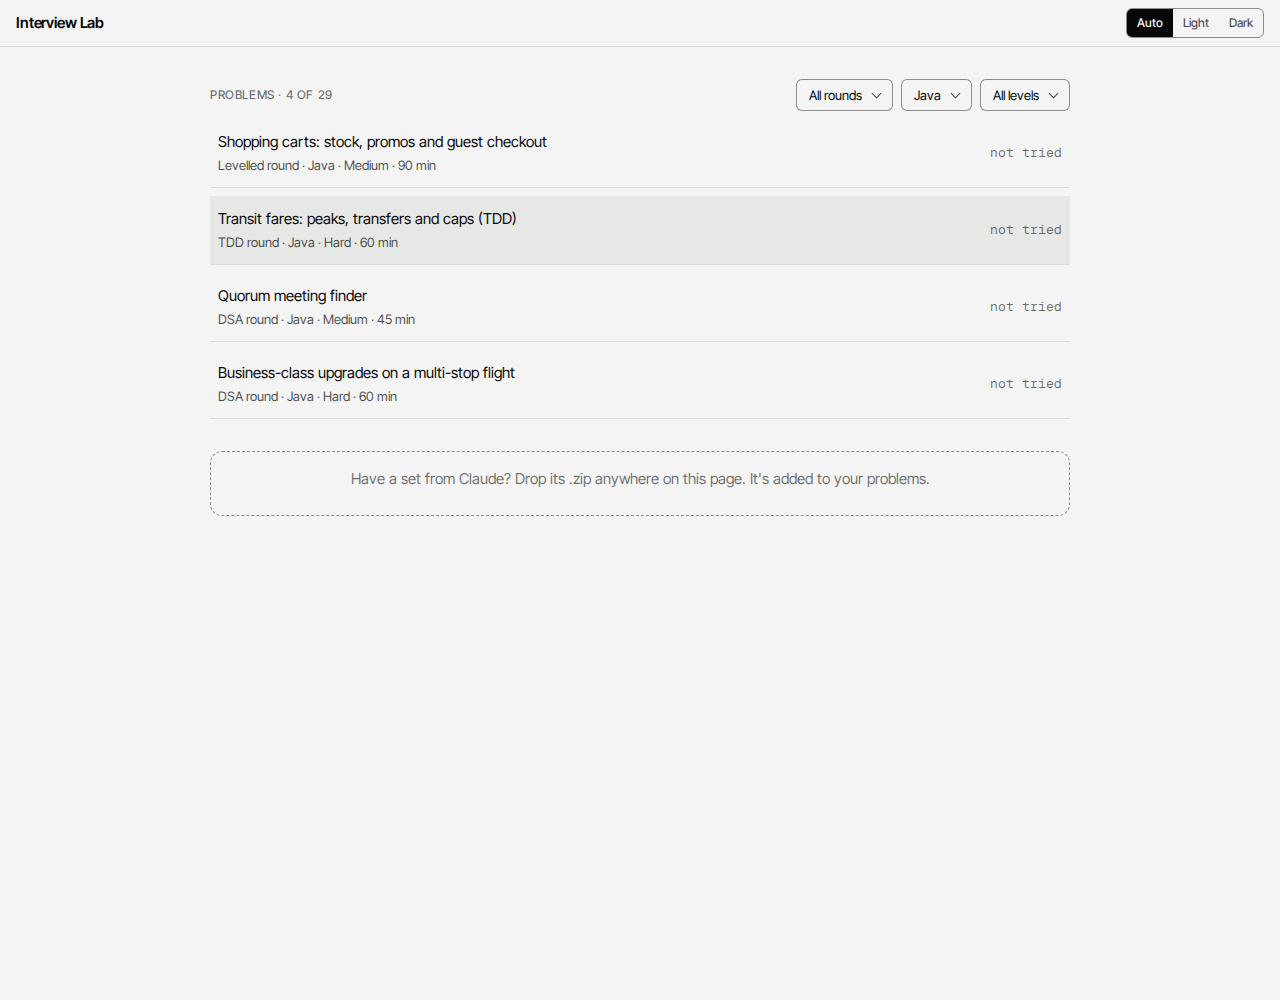 Interview Lab
Auto Light Dark
PROBLEMS · 4 OF 29
All rounds Java All levels
Shopping carts: stock, promos and guest checkout
Levelled round · Java · Medium · 90 min
not tried
Transit fares: peaks, transfers and caps (TDD)
TDD round · Java · Hard · 60 min
not tried
Quorum meeting finder
DSA round · Java · Medium · 45 min
not tried
Business-class upgrades on a multi-stop flight
DSA round · Java · Hard · 60 min
not tried
Have a set from Claude? Drop its .zip anywhere on this page. It's added to your problems.